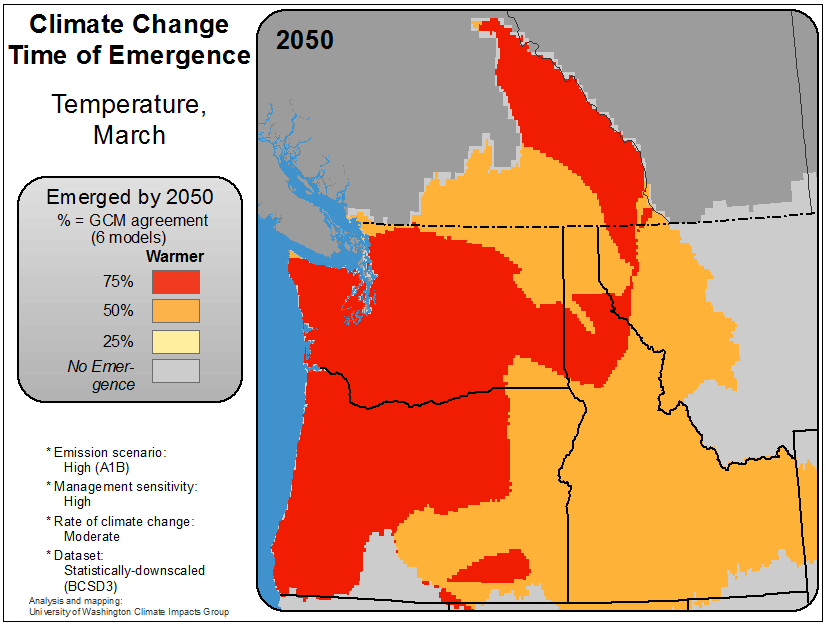 Climate Change
Time of Emergence
Temperature,
March
2050
Emerged by 2050
% = GCM agreement
(6 models)
Warmer
75%
50%
25%
No Emer-
gence
* Emission scenario:
High (A1B)
* Management sensitivity:
High
* Rate of climate change:
Moderate
* Dataset:
Statistically-downscaled
(BCSD3)
Analysis and mapping:
University of Washington Climate Impacts Group